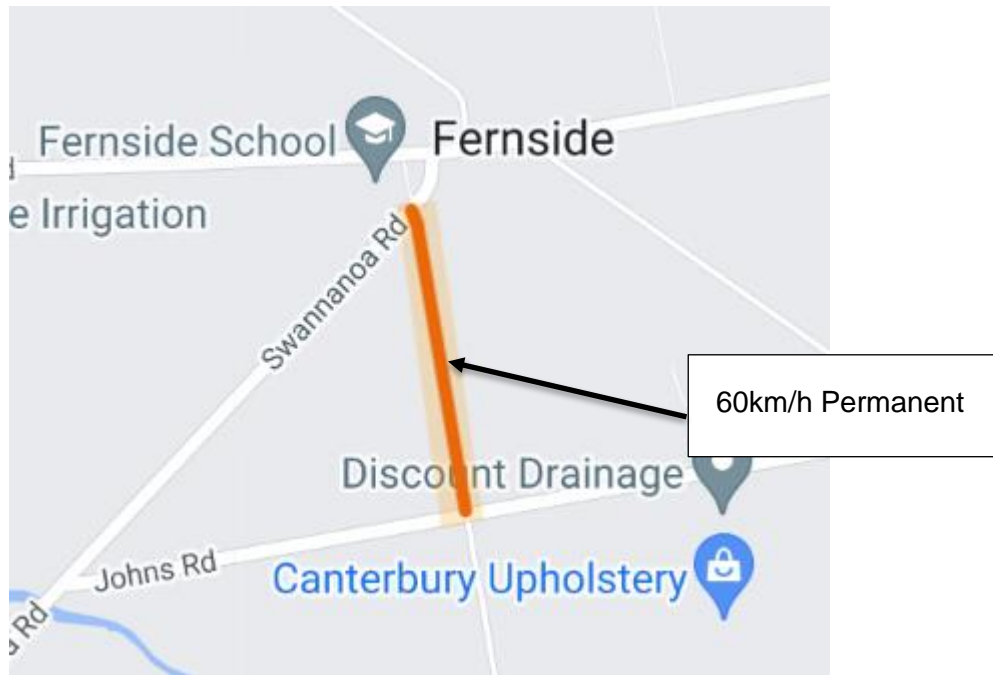 Fernside School
Fernside
e Irrigation
Swannanoa Rd
60km/h Permanent
Discount Drainage
Johns Rd
Canterbury Upholstery
Rd